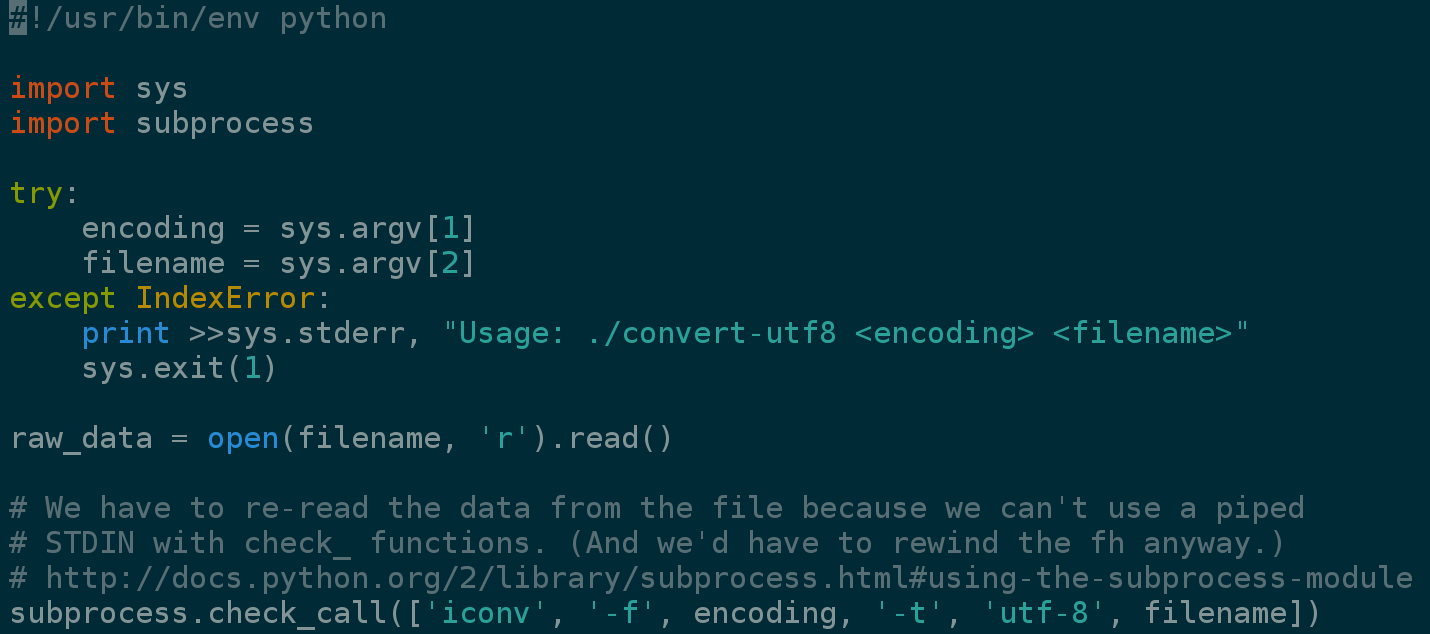 #!/usr/bin/env python
import sys
import subprocess
try:
    encoding = sys.argv[1]
    filename = sys.argv[2]
except IndexError:
    print >>sys.stderr, "Usage: ./convert-utf8 <encoding> <filename>"
    sys.exit(1)
raw_data = open(filename, 'r').read()
# We have to re-read the data from the file because we can't use a piped
# STDIN with check_ functions. (And we'd have to rewind the fh anyway.)
# http://docs.python.org/2/library/subprocess.html#using-the-subprocess-module
subprocess.check_call(['iconv', '-f', encoding, '-t', 'utf-8', filename])